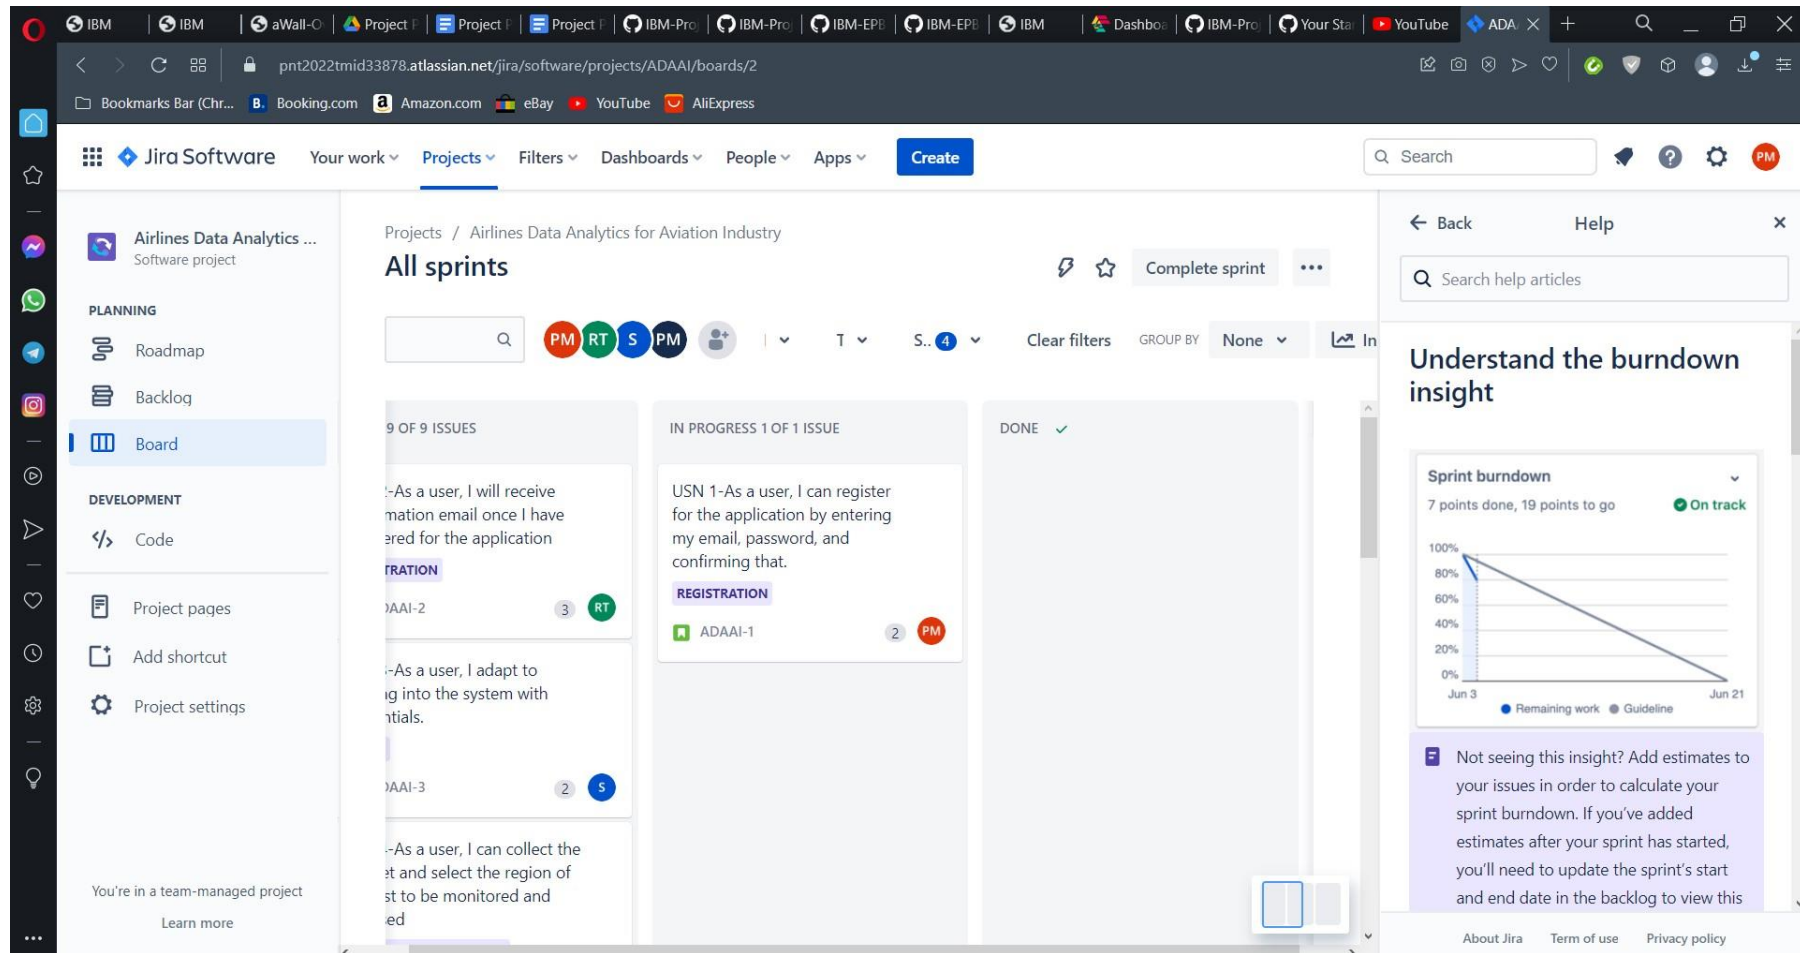 IBM
IBM
aWall-O
Project P
Project P
Project P
IBM-Proj
IBM-Proj
IBM-EPB
IBM-EPB
IBM
Dashboa
IBM-Proj
Your Star
YouTube
ADA
pnt2022tmid33878.atlassian.net/jira/software/projects/ADAAI/boards/2
Bookmarks Bar (Chr...
B. Booking.com
a Amazon.com
eBay
YouTube
AliExpress
Jira Software
Your work
Projects
Filters
Dashboards
People
Apps
Create
Search
PM
Airlines Data Analytics ...
Software project
PLANNING
Roadmap
Backlog
Board
DEVELOPMENT
Code
Project pages
Add shortcut
Project settings
You're in a team-managed project
Learn more
Projects / Airlines Data Analytics for Aviation Industry
All sprints
Complete sprint
PM RT S PM
T
S.. 4
Clear filters
GROUP BY
None
In
9 OF 9 ISSUES
-As a user, I will receive
mation email once I have
ered for the application
TRATION
DAAI-2
3
RT
-As a user, I adapt to
ng into the system with
ntials.
DAAI-3
2
S
-As a user, I can collect the
et and select the region of
st to be monitored and
ed
IN PROGRESS 1 OF 1 ISSUE
USN 1-As a user, I can register
for the application by entering
my email, password, and
confirming that.
REGISTRATION
ADAAI-1
2
PM
DONE
Back
Help
Search help articles
Understand the burndown
insight
Sprint burndown
7 points done, 19 points to go
On track
100%
80%
60%
40%
20%
0%
Jun 3
Jun 21
Remaining work
Guideline
Not seeing this insight? Add estimates to
your issues in order to calculate your
sprint burndown. If you've added
estimates after your sprint has started,
you'll need to update the sprint's start
and end date in the backlog to view this
About Jira
Term of use
Privacy policy